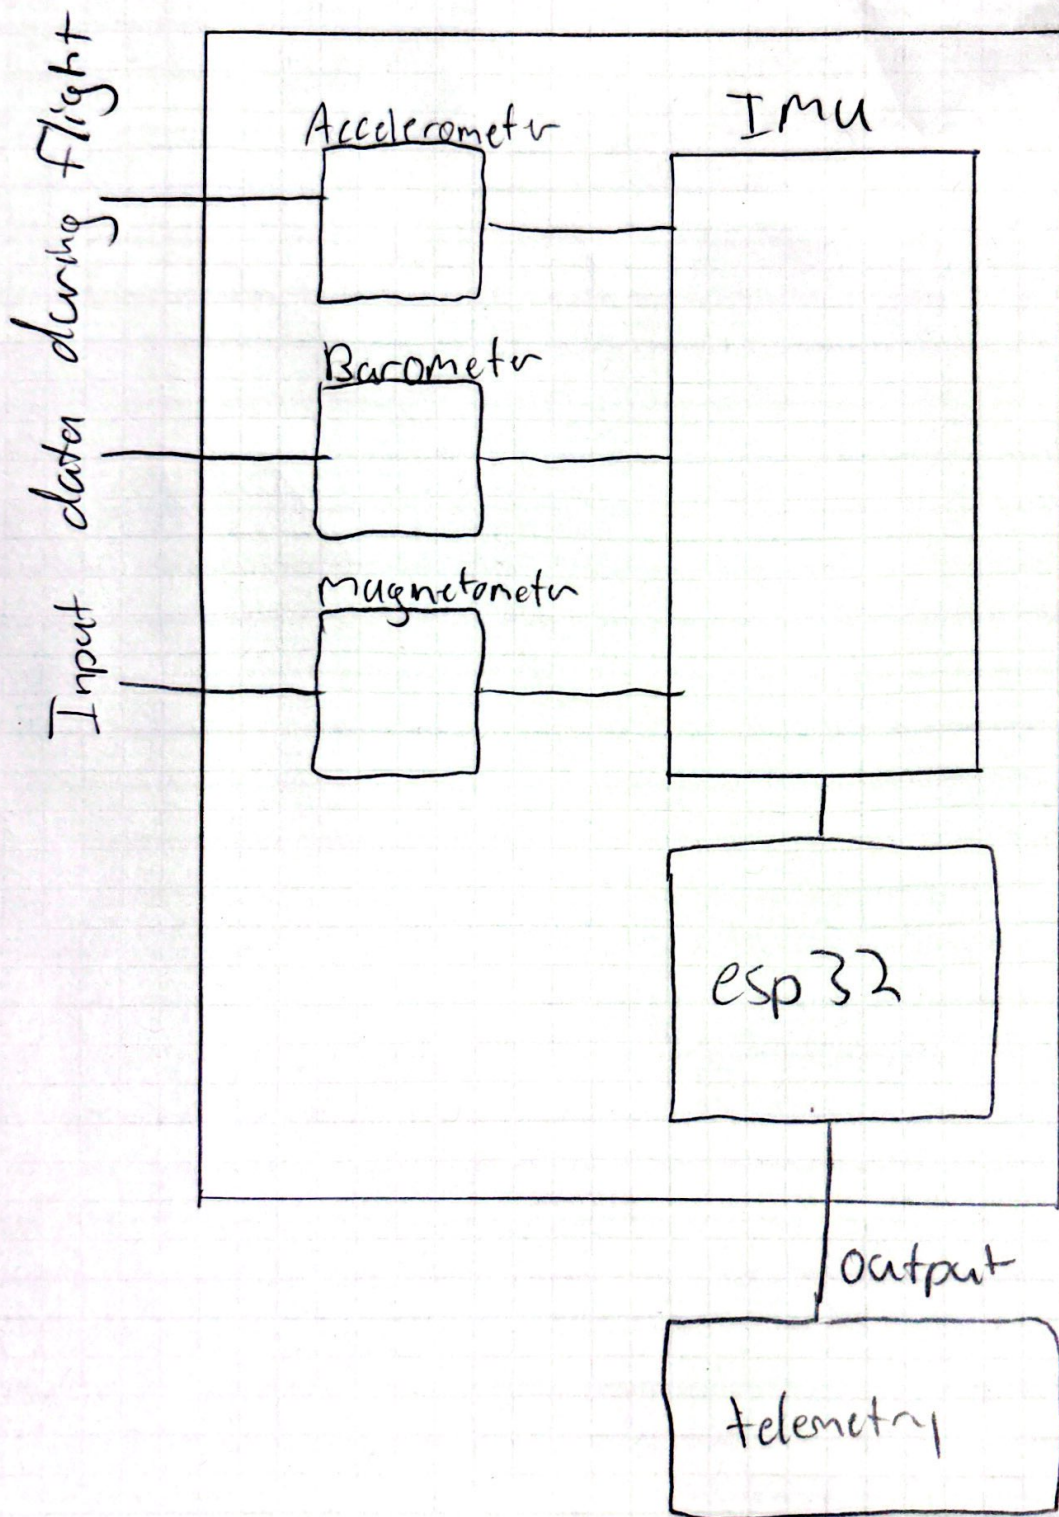 Input data during flight
Accelerometer
IMU
Barometer
Magnetometer
esp32
output
telemetry